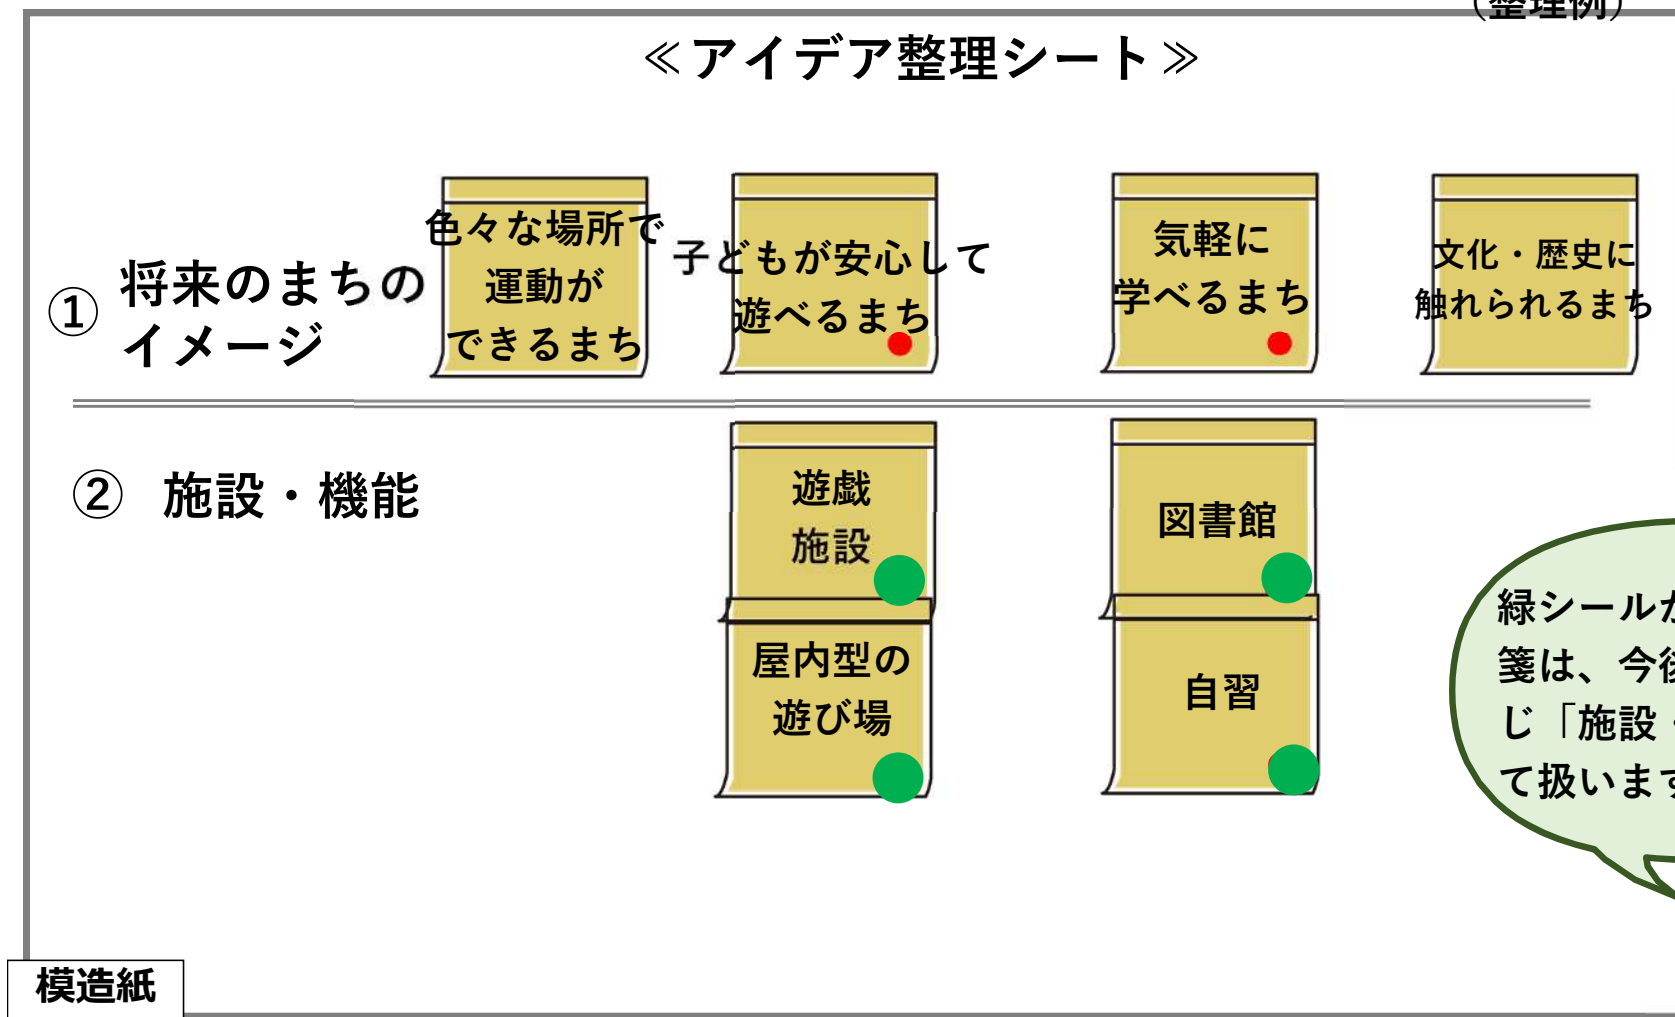 （整理例）
≪アイデア整理シート≫
① 将来のまちの
イメージ
色々な場所で
運動が
できるまち
子どもが安心して
遊べるまち
気軽に
学べるまち
文化・歴史に
触れられるまち
② 施設・機能
遊戯
施設
屋内型の
遊び場
図書館
自習
緑シールが
箋は、今後
じ「施設・
て扱います
模造紙